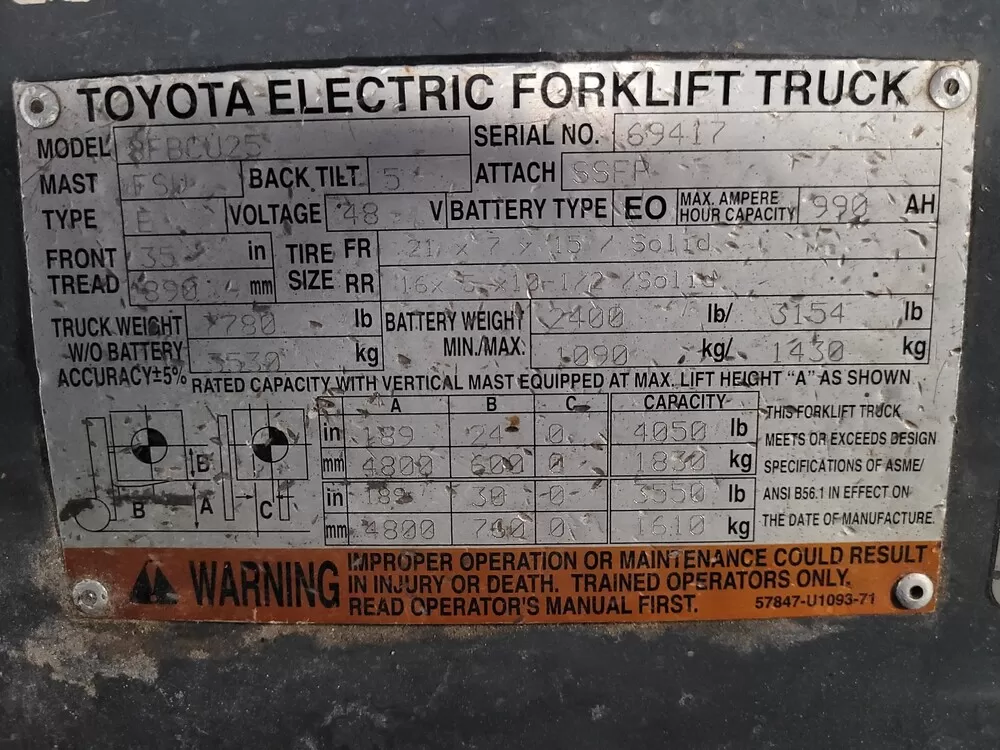 TOYOTA ELECTRIC FORKLIFT TRUCK
MODEL 8FBCU25 SERIAL NO. 69417
MAST FSV BACK TILT 5 ATTACH
TYPE E VOLTAGE 48 V BATTERY TYPE EO MAX. AMPERE HOUR CAPACITY 990 AH
FRONT TREAD 35 in TIRE SIZE FR 21 x 7 x 15 / Solid
890 mm RR 16x 5 x10-1/2 /Solid
TRUCK WEIGHT 7780 lb BATTERY WEIGHT 2400 lb/ 3154 lb
W/O BATTERY 3530 kg MIN./MAX. 1090 kg/ 1430 kg
ACCURACY±5% RATED CAPACITY WITH VERTICAL MAST EQUIPPED AT MAX. LIFT HEIGHT "A" AS SHOWN
A B C CAPACITY
in 189 24 0 4050 lb
mm 4800 600 0 1830 kg
in 189 30 0 3550 lb
mm 4800 760 0 1610 kg
B
B A C
THIS FORKLIFT TRUCK
MEETS OR EXCEEDS DESIGN
SPECIFICATIONS OF ASME/
ANSI B56.1 IN EFFECT ON
THE DATE OF MANUFACTURE.
WARNING
IMPROPER OPERATION OR MAINTENANCE COULD RESULT
IN INJURY OR DEATH. TRAINED OPERATORS ONLY.
READ OPERATOR'S MANUAL FIRST. 57847-U1093-71